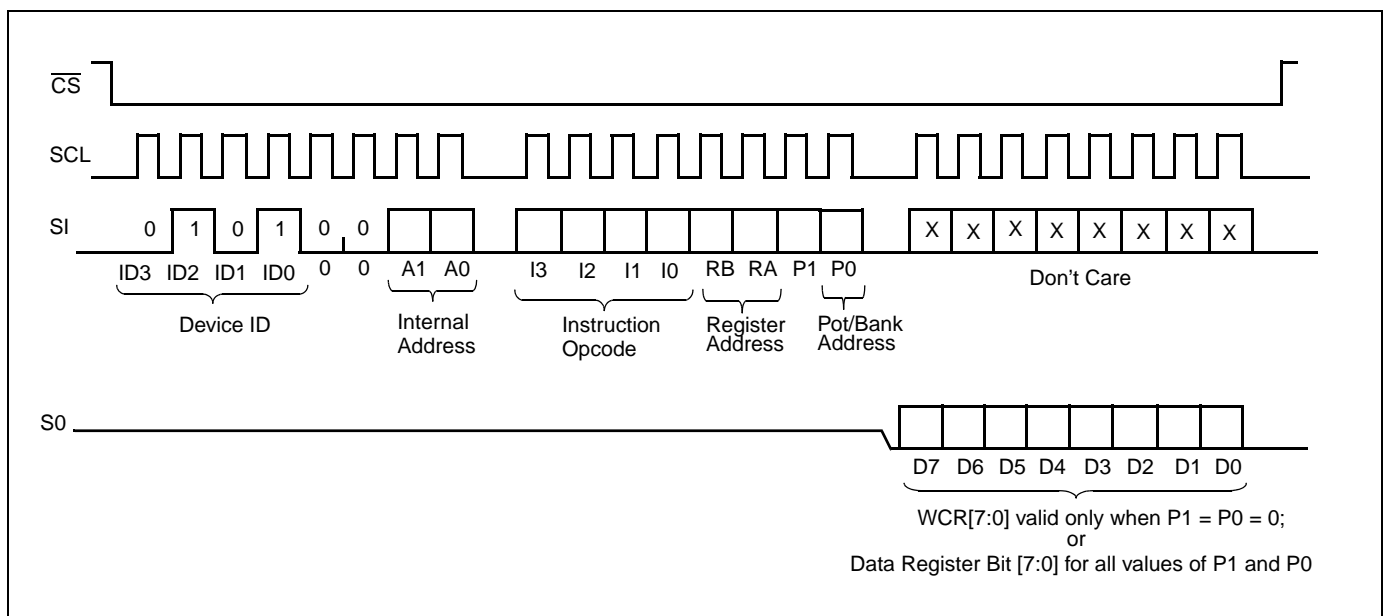 CS
SCL
SI
0 1 0 1 0 0
X X X X X X X X
ID3 ID2 ID1 ID0 0 0 A1 A0 I3 I2 I1 I0 RB RA P1 P0
Don't Care
Device ID
Internal
Address
Instruction
Opcode
Register
Address
Pot/Bank
Address
S0
D7 D6 D5 D4 D3 D2 D1 D0
WCR[7:0] valid only when P1 = P0 = 0;
or
Data Register Bit [7:0] for all values of P1 and P0